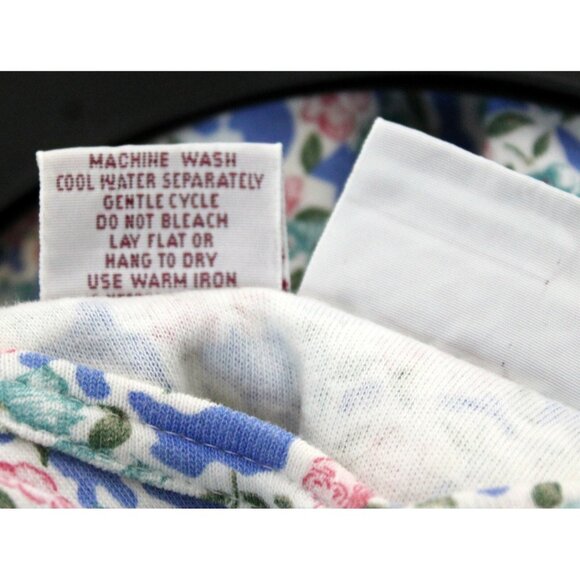 MACHINE WASH
COOL WATER SEPARATELY
GENTLE CYCLE
DO NOT BLEACH
LAY FLAT OR
HANG TO DRY
USE WARM IRON